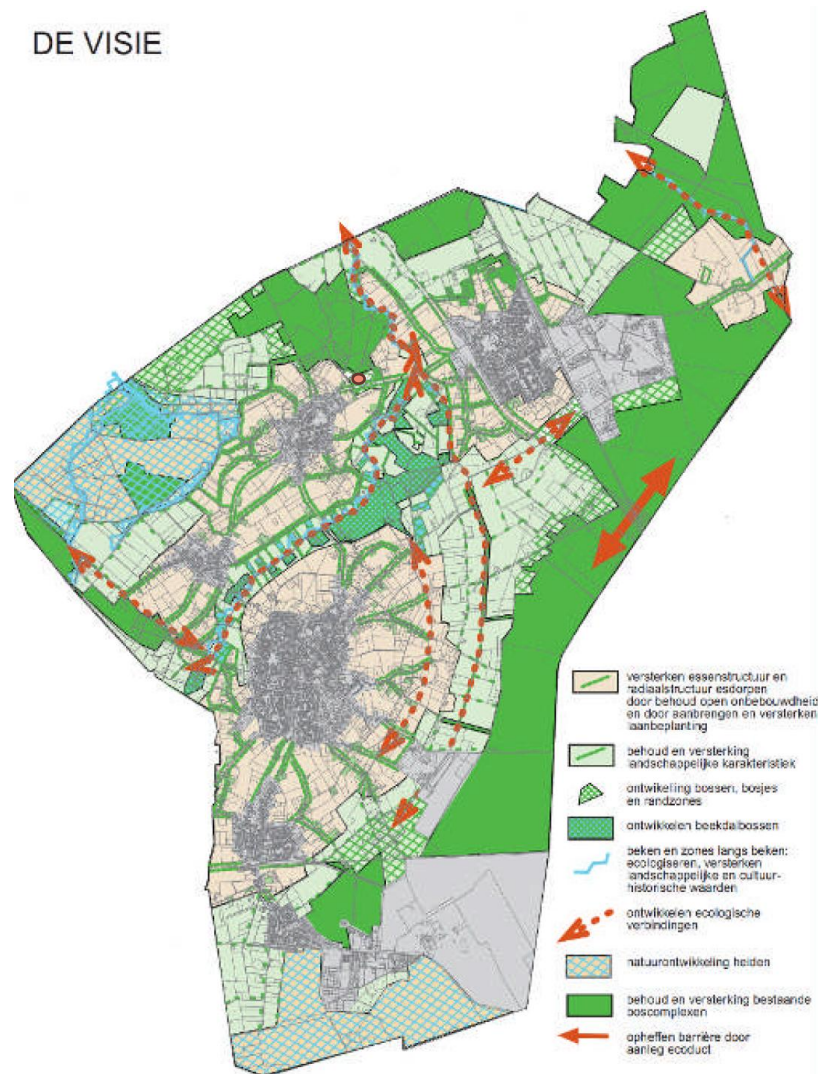 DE VISIE
versterken essenstructuur en
radiaalstructuur esdorpen
door behoud open onbebouwdheid
en door aanbrengen en versterken
laanbeplanting
behoud en versterking
landschappelijke karakteristiek
ontwikkeling bossen, bosjes
en randzones
ontwikkelen beekdalbossen
beken en zones langs beken:
ecologiseren, versterken
landschappelijke en cultuur-
historische waarden
ontwikkelen ecologische
verbindingen
natuurontwikkeling heiden
behoud en versterking bestaande
boscomplexen
opheffen barrière door
aanleg ecoduct